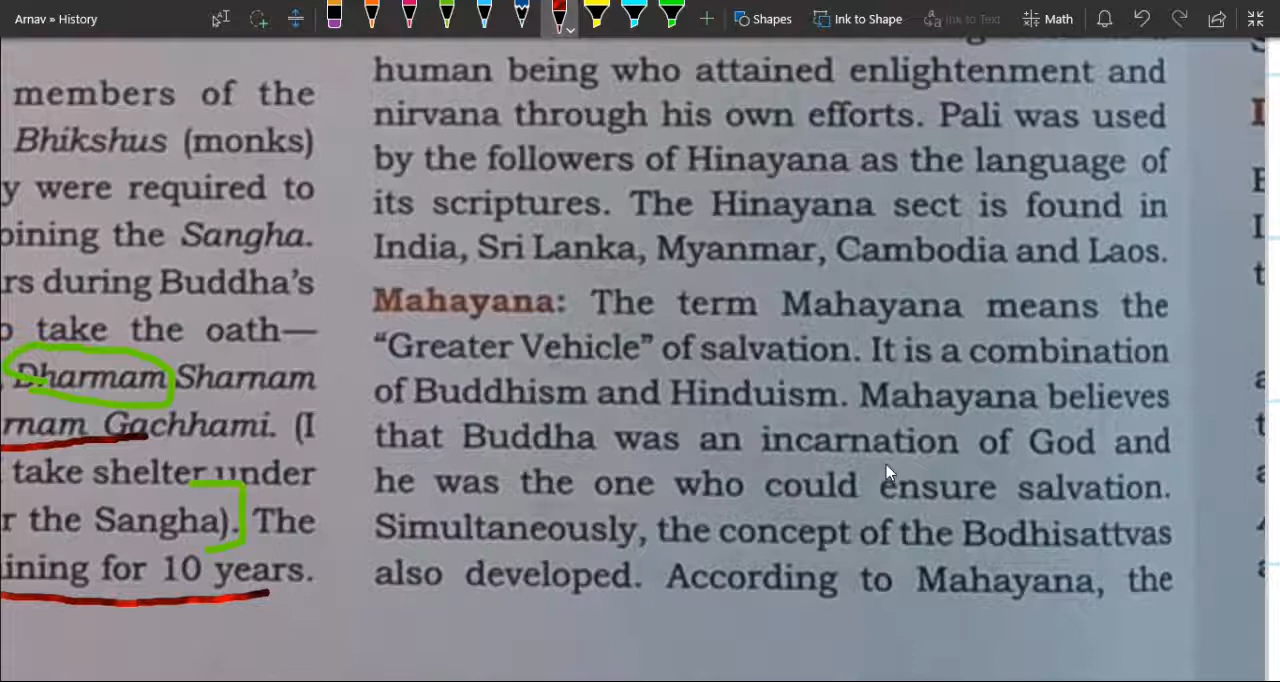 Arnav » History
Shapes
Ink to Shape
Ink to Text
Math
members of the
Bhikshus (monks)
y were required to
ining the Sangha.
rs during Buddha's
take the oath—
Dharmam Sharnam
rnam Gachhami. (I
take shelter under
r the Sangha). The
ining for 10 years.
human being who attained enlightenment and
nirvana through his own efforts. Pali was used
by the followers of Hinayana as the language of
its scriptures. The Hinayana sect is found in
India, Sri Lanka, Myanmar, Cambodia and Laos.
Mahayana: The term Mahayana means the
“Greater Vehicle” of salvation. It is a combination
of Buddhism and Hinduism. Mahayana believes
that Buddha was an incarnation of God and
he was the one who could ensure salvation.
Simultaneously, the concept of the Bodhisattvas
also developed. According to Mahayana, the